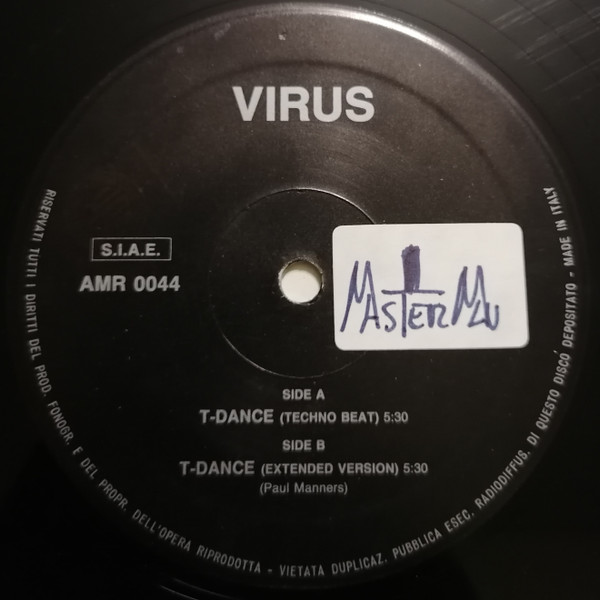 VIRUS
S.I.A.E.
AMR 0044
MASTER MLU
SIDE A
T-DANCE (TECHNO BEAT) 5:30
SIDE B
T-DANCE (EXTENDED VERSION) 5:30
(Paul Manners)
RISERVATI TUTTI I DIRITTI DEL PROD. FONOGR. E DEL PROPR. DELL'OPERA RIPRODOTTA - VIETATA DUPLICAZ. PUBBLICA ESEC. RADIODIFFUS. DI QUESTO DISCO DEPOSITATO - MADE IN ITALY